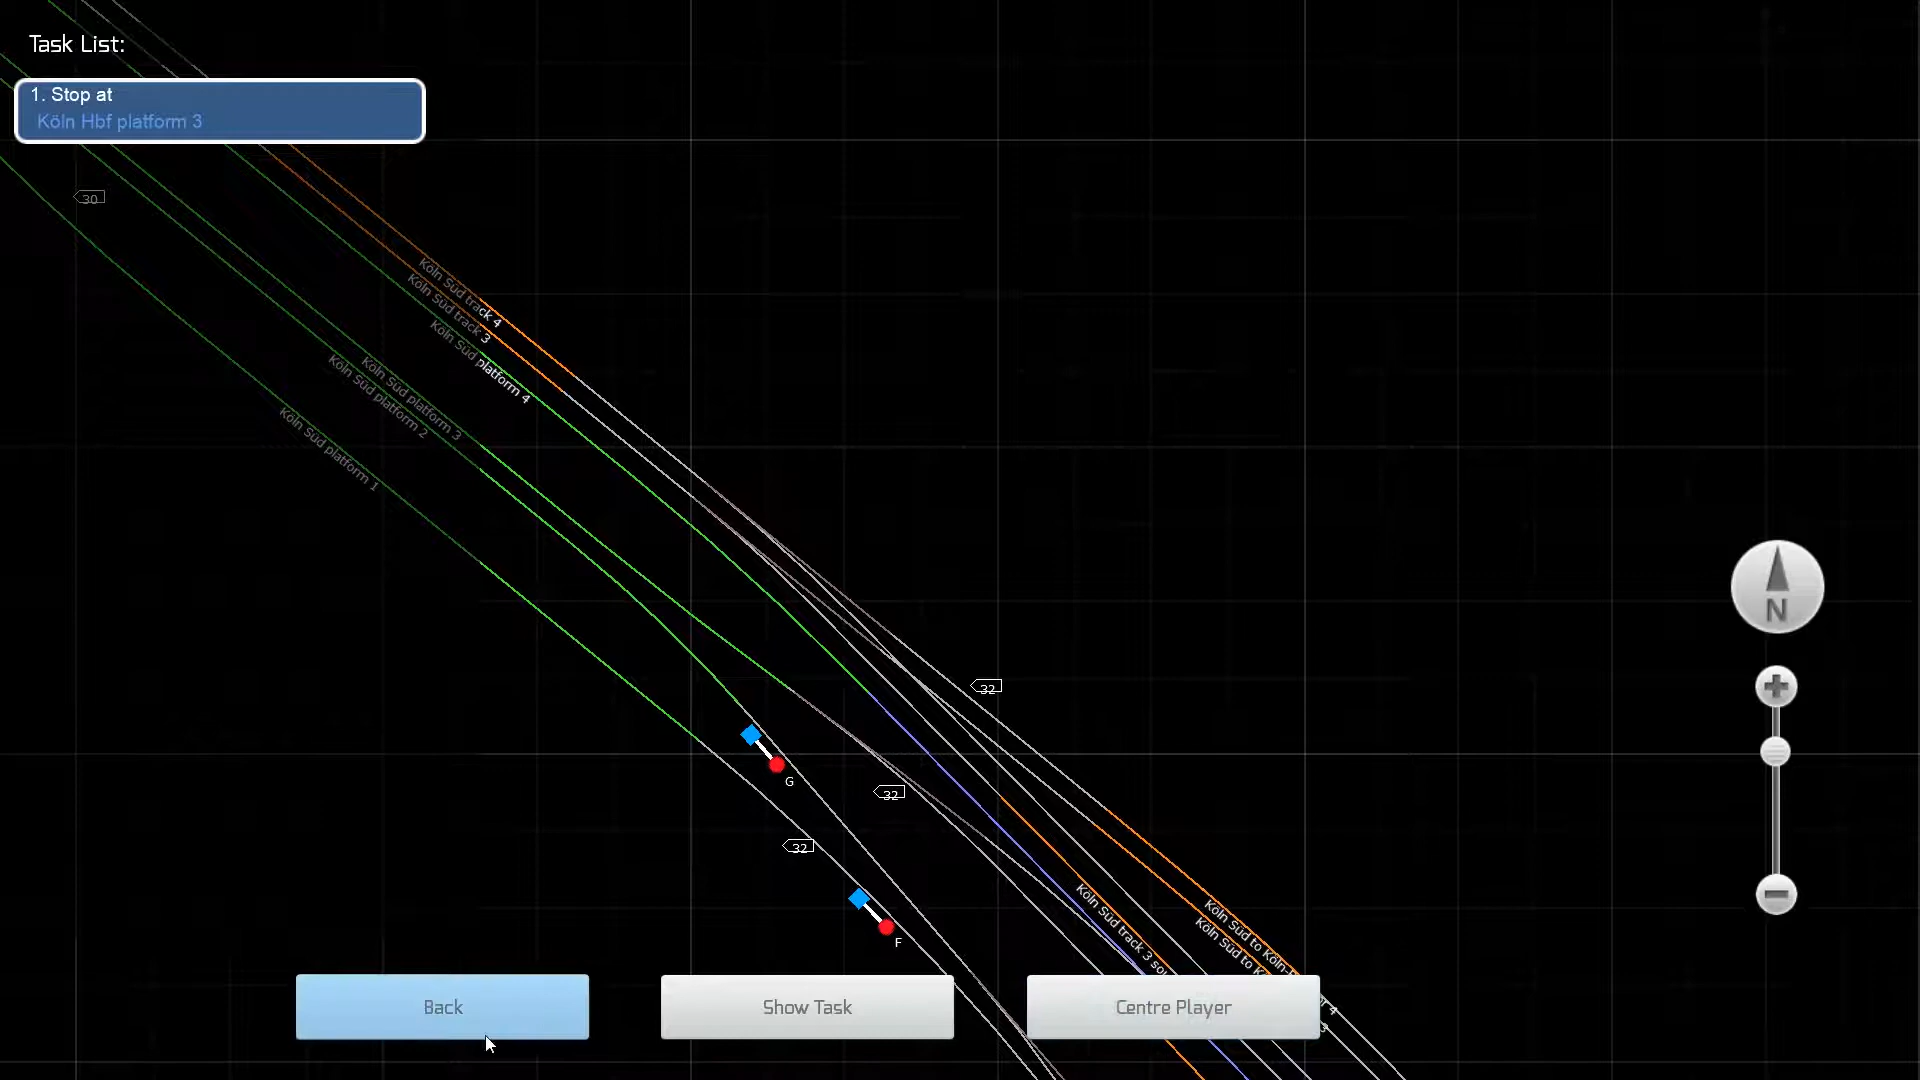 Task List:
1. Stop at
Köln Hbf platform 3
30
Köln Süd track 4
Köln Süd track 3
Köln Süd platform 4
Köln Süd platform 3
Köln Süd platform 2
Köln Süd platform 1
32
G
32
32
F
Köln Süd track 3
Köln Süd to Köln
Köln Süd to
N
Back
Show Task
Centre Player